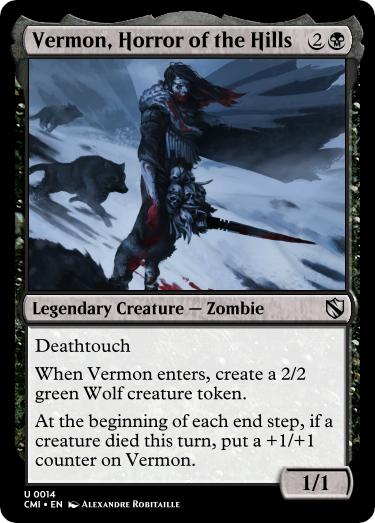 Vermon, Horror of the Hills 2
Legendary Creature — Zombie
Deathtouch
When Vermon enters, create a 2/2
green Wolf creature token.
At the beginning of each end step, if a
creature died this turn, put a +1/+1
counter on Vermon.
1/1
U 0014
CMI • EN Alexandre Robitaille